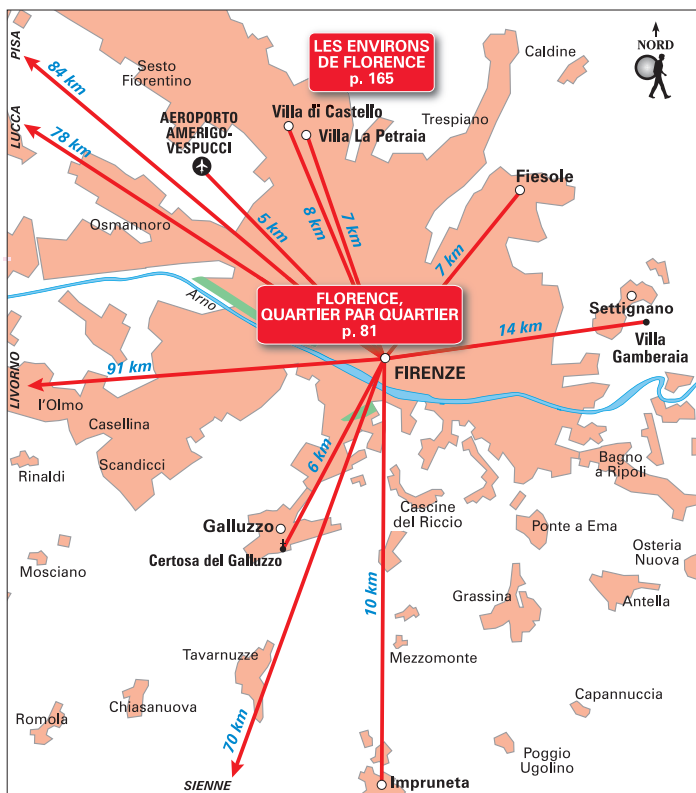 PISA
84 km
LUCCA
78 km
Sesto
Fiorentino
LES ENVIRONS
DE FLORENCE
p. 165
Caldine
NORD
AEROPORTO
AMERIGO-
VESPUCCI
Villa di Castello
Villa La Petraia
Trespiano
Fiesole
Osmannoro
5 km
8 km
7 km
7 km
Arno
FLORENCE,
QUARTIER PAR QUARTIER
p. 81
Settignano
14 km
Villa
Gamberaia
FIRENZE
LIVORNO
91 km
l'Olmo
Casellina
Scandicci
Rinaldi
6 km
Bagno
a Ripoli
Cascine
del Riccio
Galluzzo
Certosa del Galluzzo
Ponte a Ema
Osteria
Nuova
Mosciano
10 km
Grassina
Antella
Tavarnuzze
Mezzomonte
Chiasanuova
Romola
Capannuccia
70 km
Poggio
Ugolino
SIENNE
Impruneta